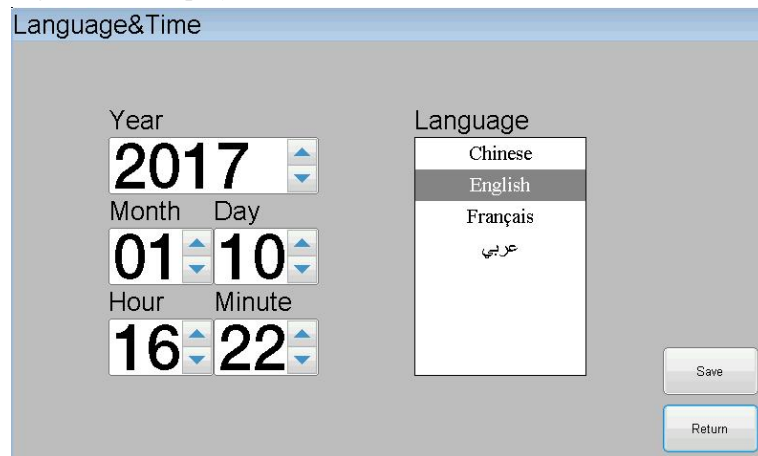 Language&Time
Year
2017
Month Day
01 10
Hour Minute
16 22
Language
Chinese
English
Français
عربي
Save
Return